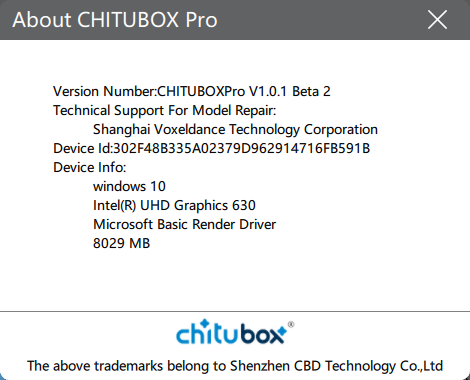 About CHITUBOX Pro
Version Number:CHITUBOXPro V1.0.1 Beta 2
Technical Support For Model Repair:
Shanghai Voxeldance Technology Corporation
Device Id:302F48B335A02379D962914716FB591B
Device Info:
windows 10
Intel(R) UHD Graphics 630
Microsoft Basic Render Driver
8029 MB
chitubox®
The above trademarks belong to Shenzhen CBD Technology Co.,Ltd